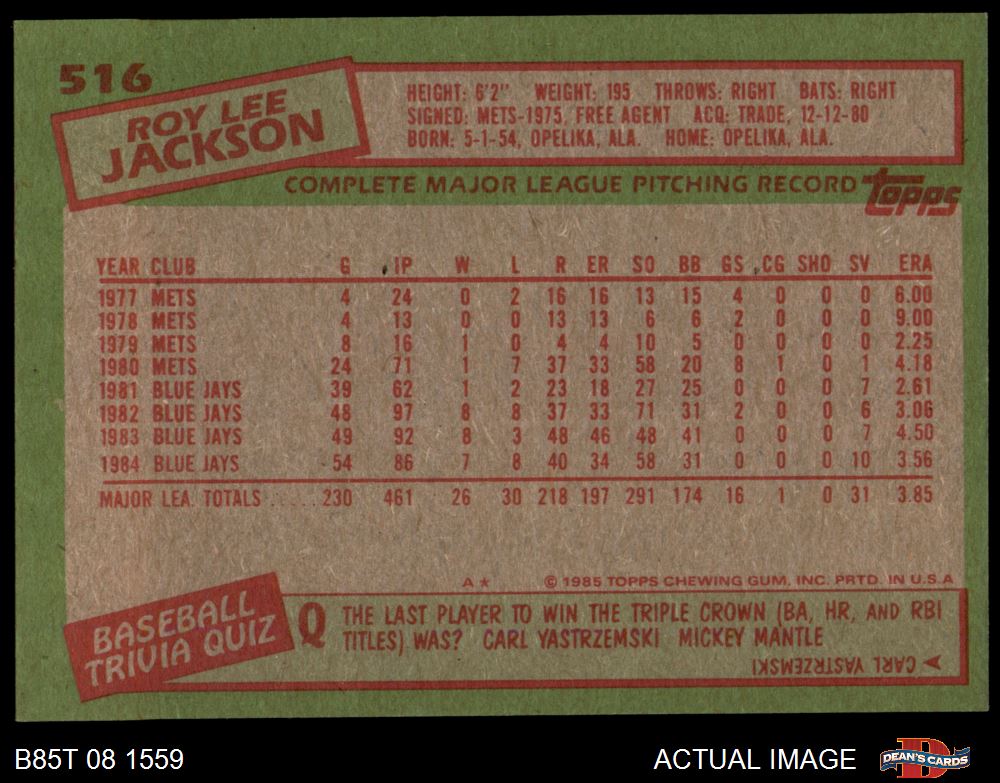 516
ROY LEE
JACKSON
HEIGHT: 6'2" WEIGHT: 195 THROWS: RIGHT BATS: RIGHT
SIGNED: METS-1975, FREE AGENT ACQ: TRADE, 12-12-80
BORN: 5-1-54, OPELIKA, ALA. HOME: OPELIKA, ALA.
COMPLETE MAJOR LEAGUE PITCHING RECORD topps
YEAR CLUB G IP W L R ER SO BB GS CG SHO SV ERA
1977 METS 4 24 0 2 16 16 13 15 4 0 0 0 6.00
1978 METS 4 13 0 0 13 13 6 6 2 0 0 0 9.00
1979 METS 8 16 1 0 4 4 10 5 0 0 0 0 2.25
1980 METS 24 71 1 7 37 33 58 20 8 1 0 1 4.18
1981 BLUE JAYS 39 62 1 2 23 18 27 25 0 0 0 7 2.61
1982 BLUE JAYS 48 97 8 8 37 33 71 31 2 0 0 6 3.06
1983 BLUE JAYS 49 92 8 3 48 46 48 41 0 0 0 7 4.50
1984 BLUE JAYS 54 86 7 8 40 34 58 31 0 0 0 10 3.56
MAJOR LEA. TOTALS ..... 230 461 26 30 218 197 291 174 16 1 0 31 3.85
A★ © 1985 TOPPS CHEWING GUM, INC. PRTD. IN U.S.A
BASEBALL
TRIVIA QUIZ
Q THE LAST PLAYER TO WIN THE TRIPLE CROWN (BA, HR, AND RBI
TITLES) WAS? CARL YASTRZEMSKI MICKEY MANTLE
CARL YASTRZEMSKI
B85T 08 1559
ACTUAL IMAGE
DEAN'S CARDS